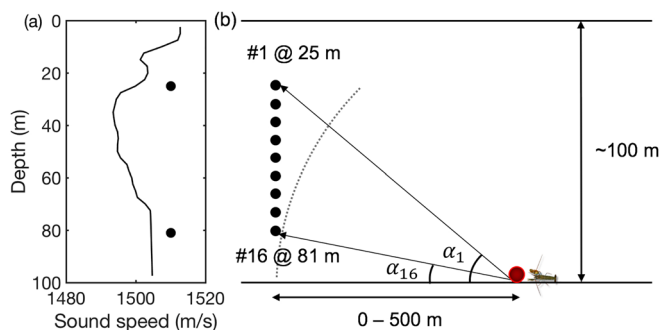 (a)
0
20
40
60
80
100
Depth (m)
1480
1500
1520
Sound speed (m/s)
(b)
#1 @ 25 m
#16 @ 81 m
α₁₆
α₁
~100 m
0 – 500 m